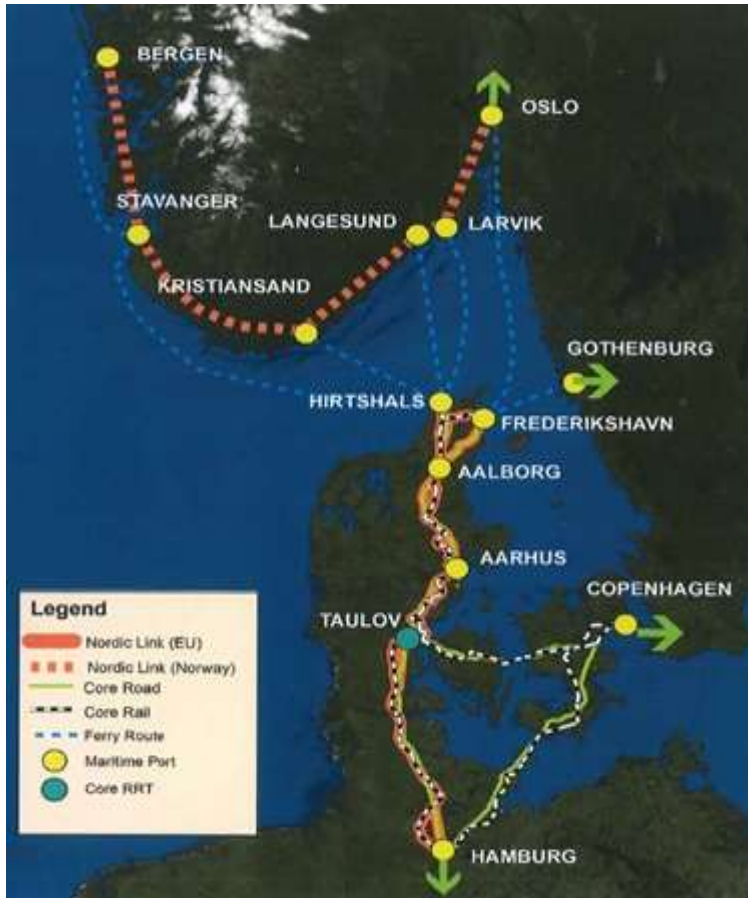 BERGEN
OSLO
STAVANGER
LANGESUND
LARVIK
KRISTIANSAND
GOTHENBURG
HIRTSHALS
FREDERIKSHAVN
AALBORG
AARHUS
COPENHAGEN
TAULOV
HAMBURG
Legend
Nordic Link (EU)
Nordic Link (Norway)
Core Road
Core Rail
Ferry Route
Maritime Port
Core RRT